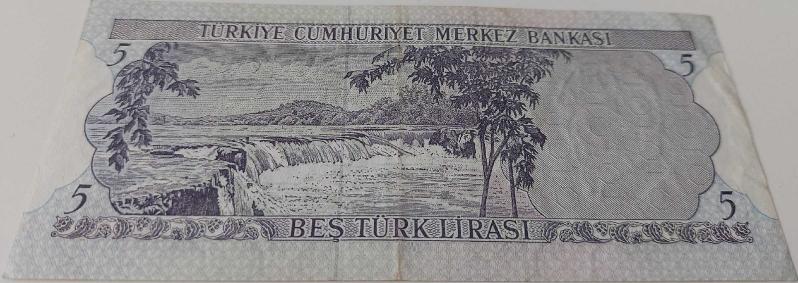 TÜRKİYE CUMHURİYET MERKEZ BANKASI
5 5
5 5
BEŞ TÜRK LİRASI